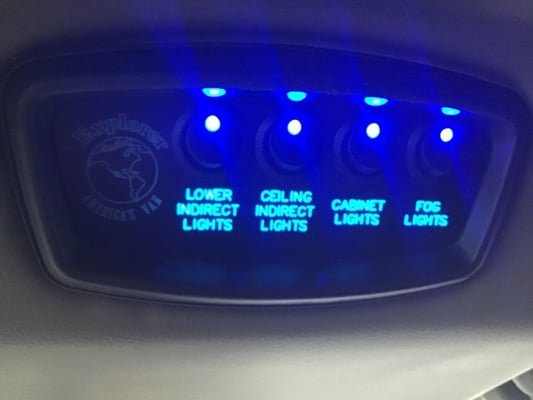 Explorer
AMERICA'S VAN
LOWER
INDIRECT
LIGHTS
CEILING
INDIRECT
LIGHTS
CABINET
LIGHTS
FOG
LIGHTS